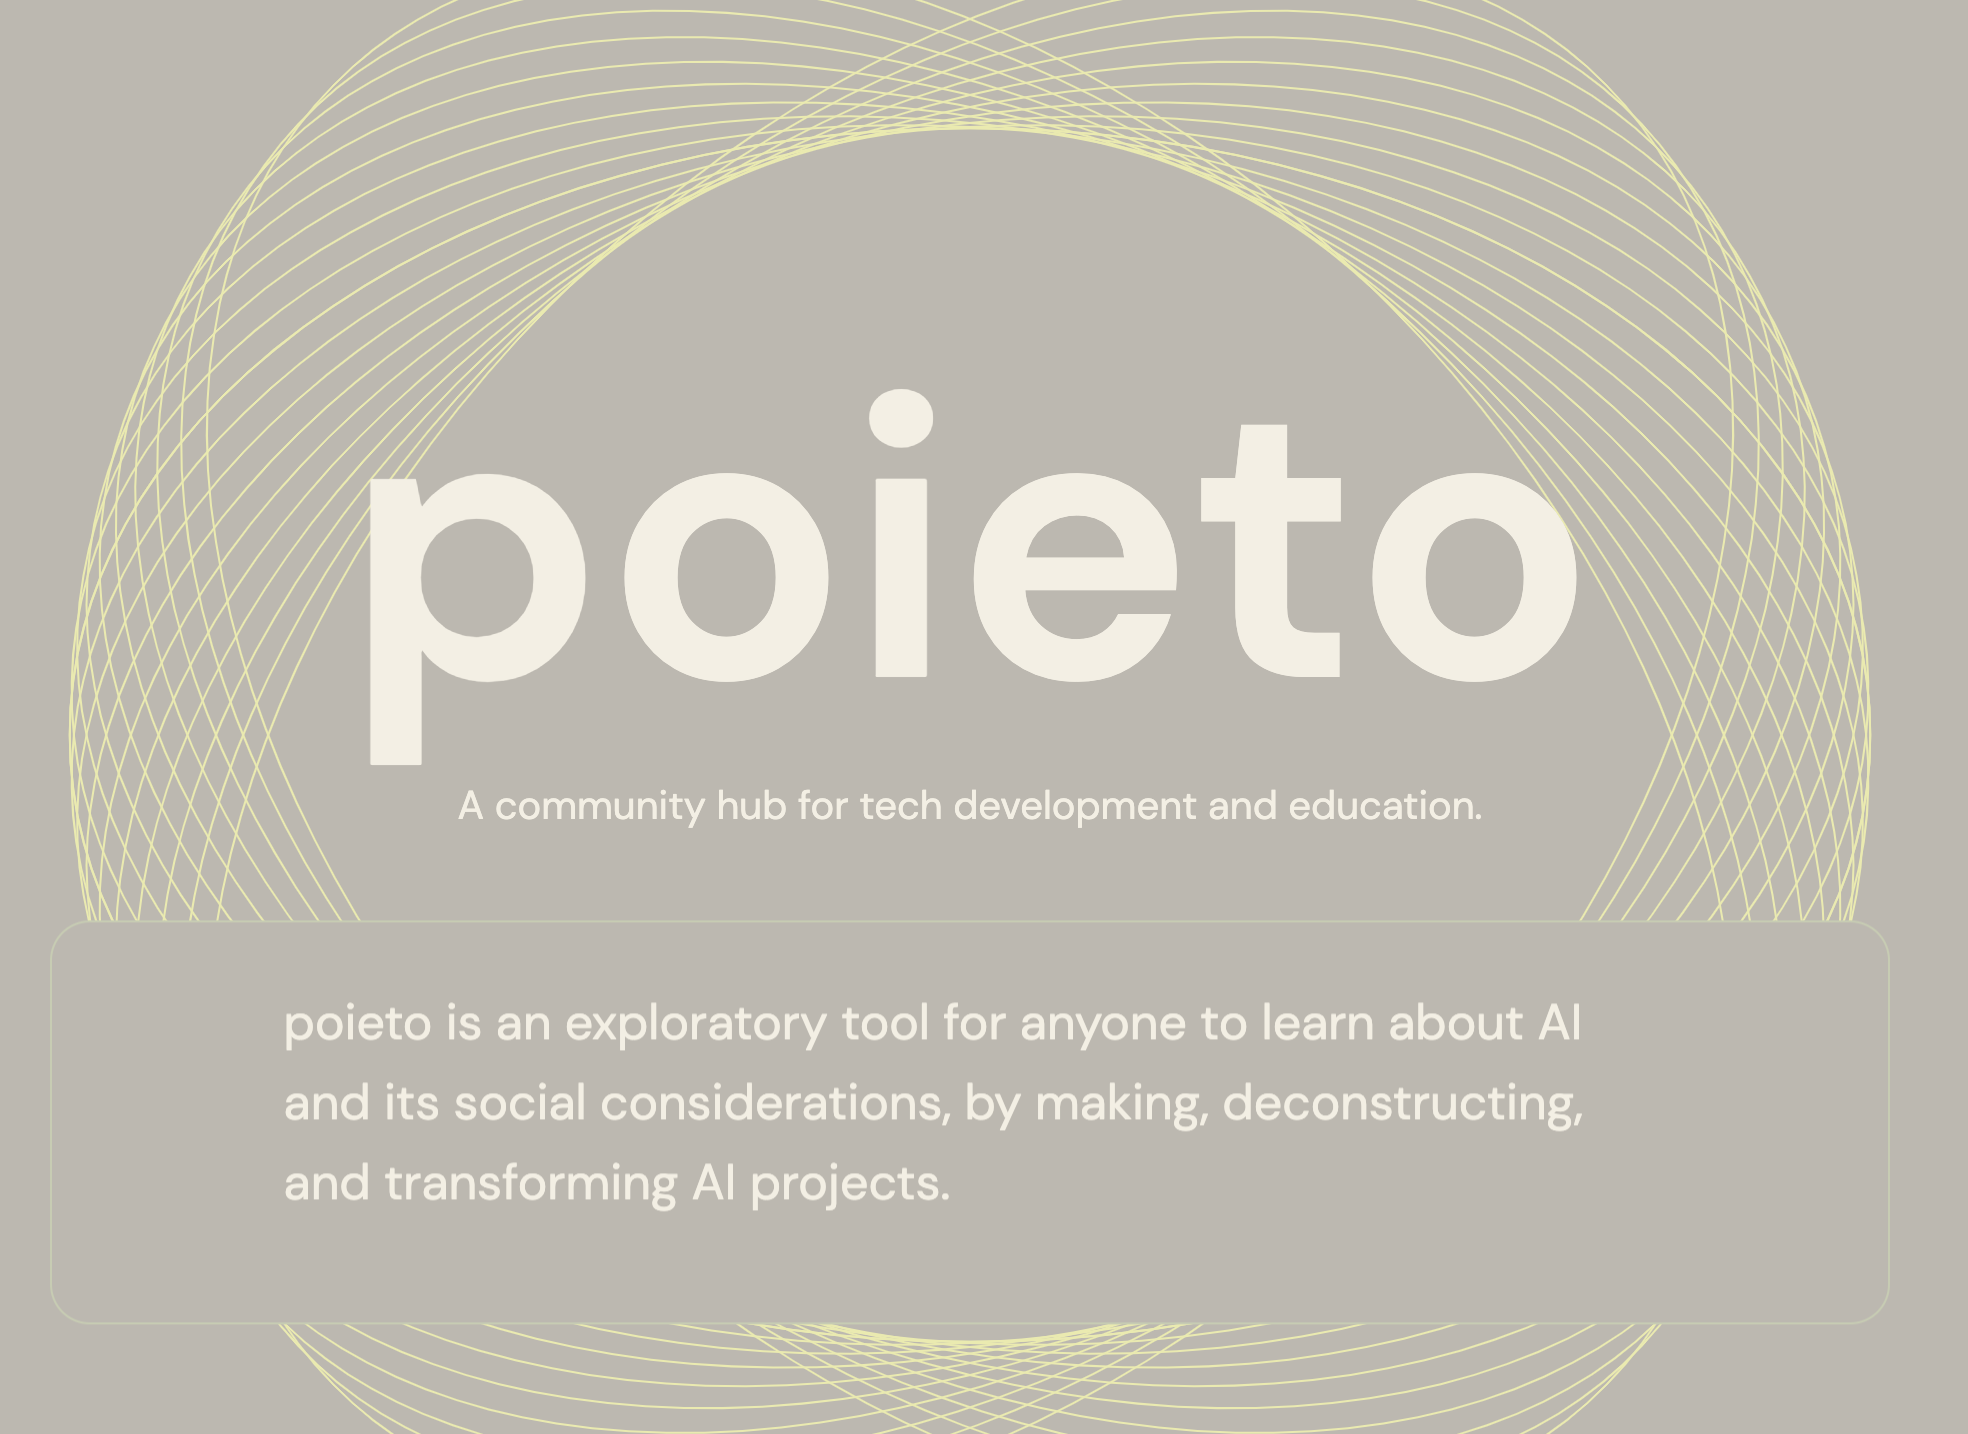 poieto
A community hub for tech development and education.
poieto is an exploratory tool for anyone to learn about AI
and its social considerations, by making, deconstructing,
and transforming AI projects.